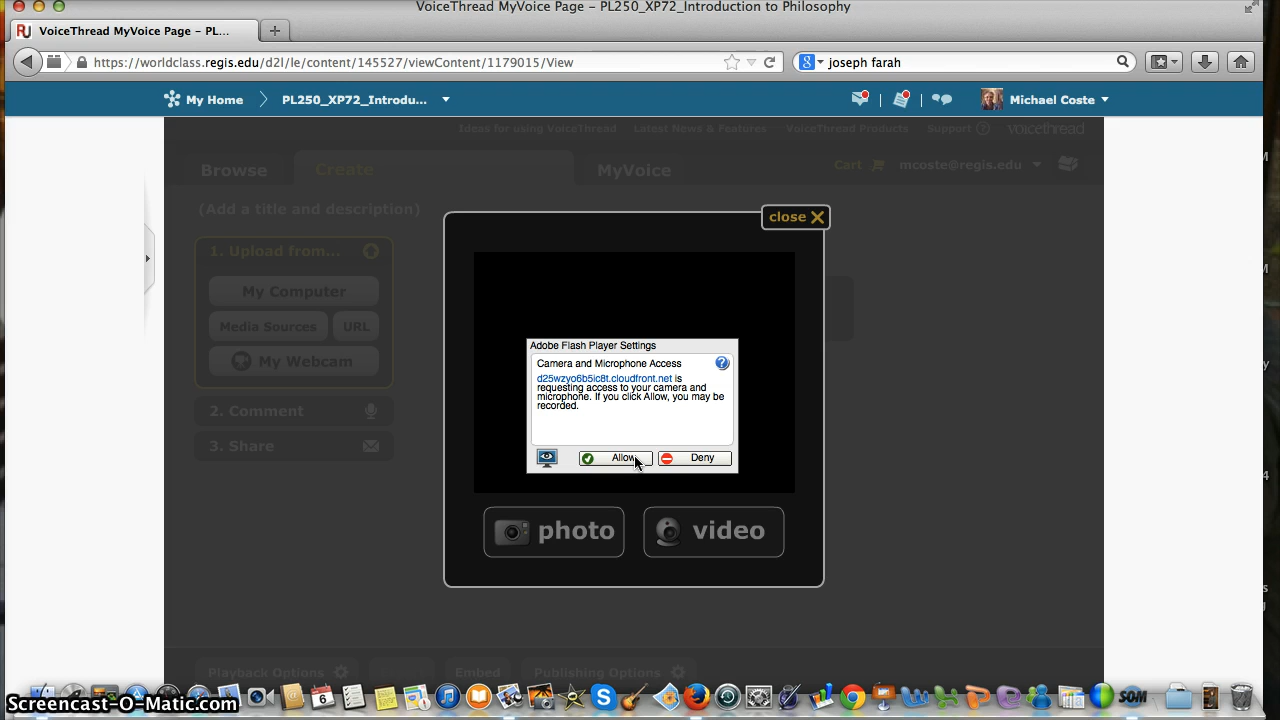 VoiceThread MyVoice Page - PL250_XP72_Introduction to Philosophy
VoiceThread MyVoice Page - PL...
https://worldclass.regis.edu/d2l/le/content/145527/viewContent/1179015/View
joseph farah
My Home
PL250_XP72_Introdu...
Michael Coste
Ideas for using VoiceThread
Latest News & Features
VoiceThread Products
Support
voicethread
Browse
Create
MyVoice
Cart
mcoste@regis.edu
(Add a title and description)
close
1. Upload from...
My Computer
Media Sources
URL
My Webcam
2. Comment
3. Share
Adobe Flash Player Settings
Camera and Microphone Access
d25wzyo6b5ic8t.cloudfront.net is
requesting access to your camera and
microphone. If you click Allow, you may be
recorded.
Allow
Deny
photo
video
Playback Options
Embed
Publishing Options
Screencast-O-Matic.com
6
SOM